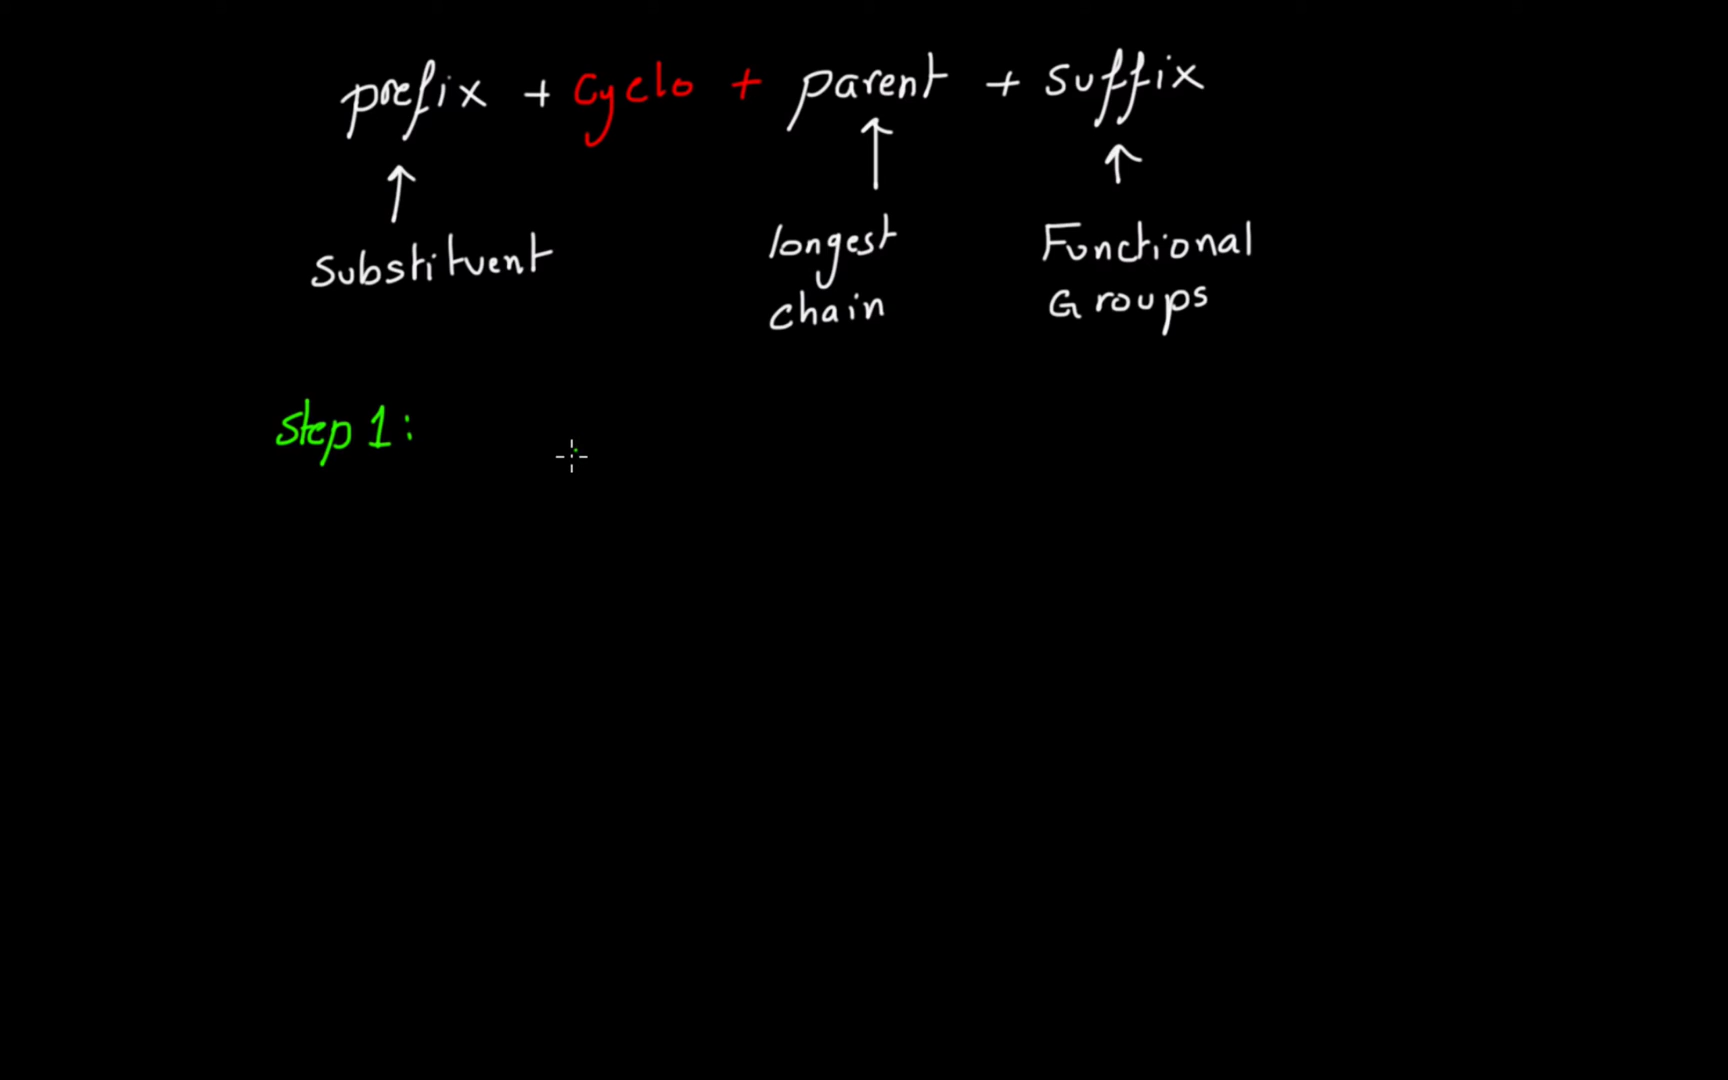 prefix + cyclo + parent + suffix
Substituent longest chain Functional Groups
Step 1: